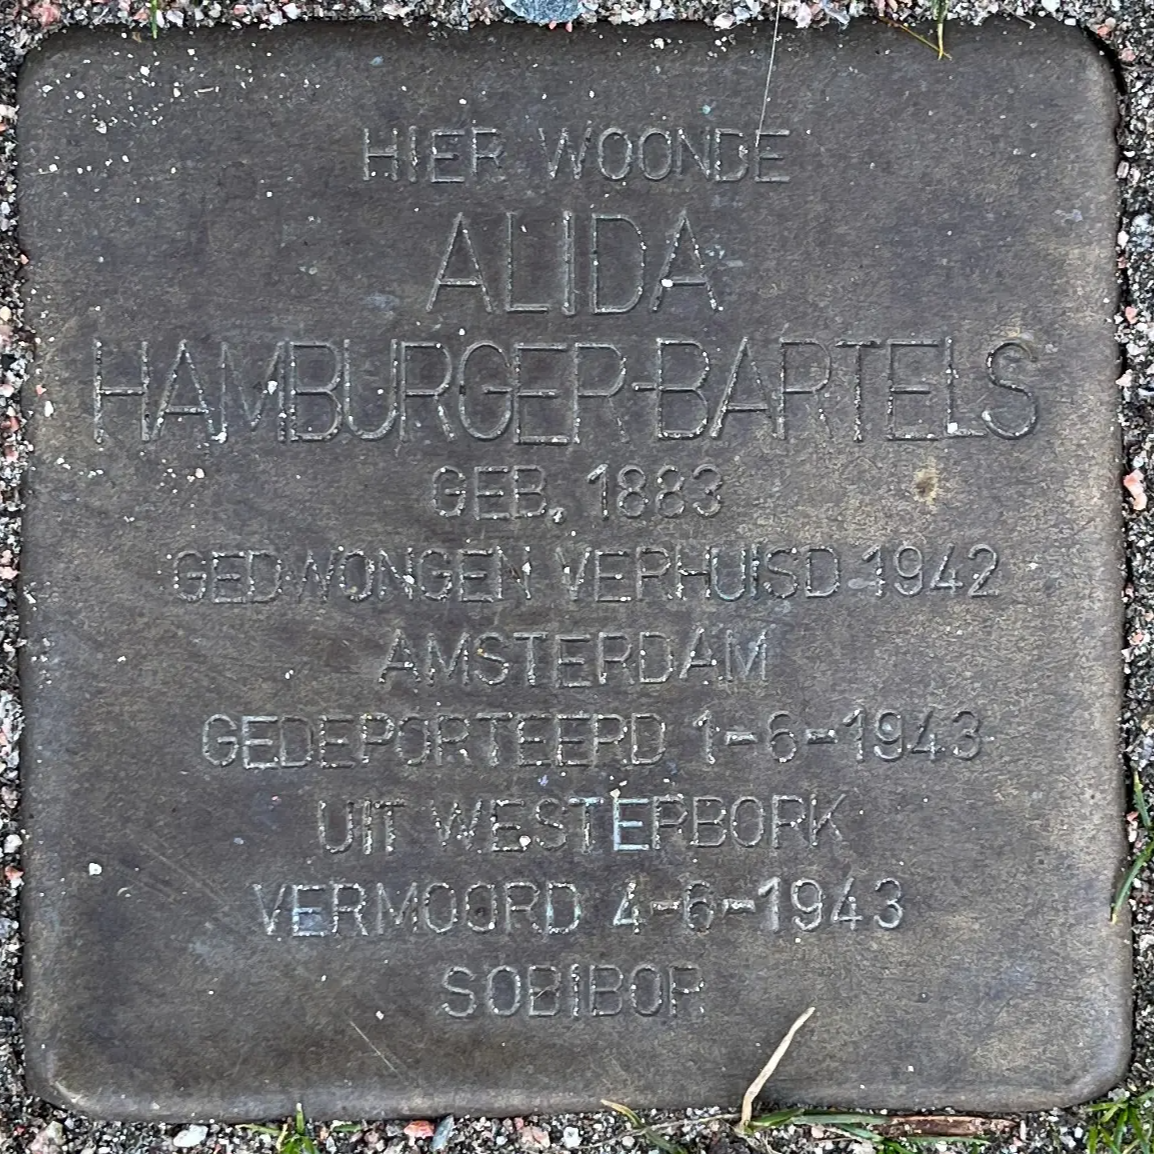 HIER WOONDE
ALIDA
HAMBURGER-BARTELS
GEB. 1883
GEDWONGEN VERHUISD 1942
AMSTERDAM
GEDEPORTEERD 1-6-1943
UIT WESTERBORK
VERMOORD 4-6-1943
SOBIBOR